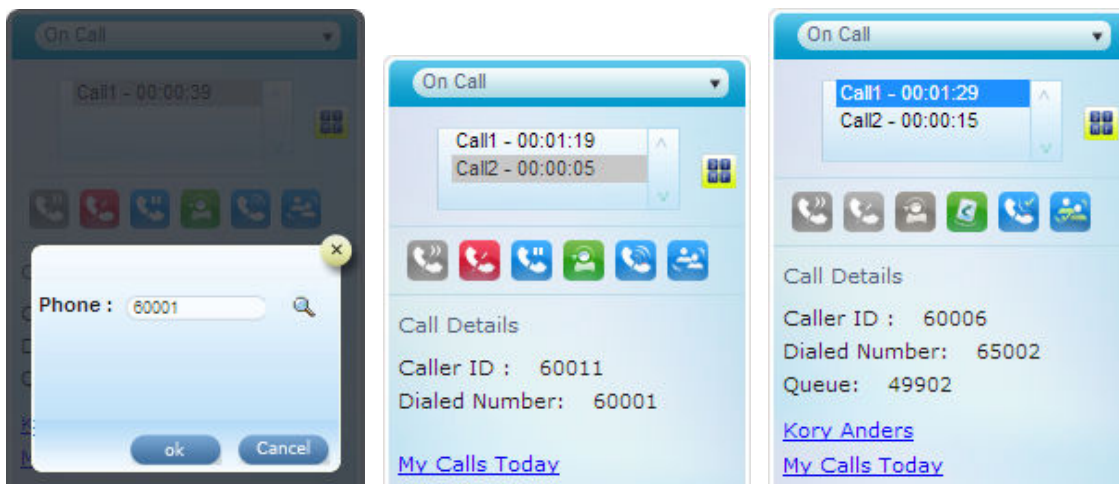 On Call
Call1 - 00:00:39
Phone : 60001
ok Cancel
On Call
Call1 - 00:01:19
Call2 - 00:00:05
Call Details
Caller ID : 60011
Dialed Number: 60001
My Calls Today
On Call
Call1 - 00:01:29
Call2 - 00:00:15
Call Details
Caller ID : 60006
Dialed Number: 65002
Queue: 49902
Kory Anders
My Calls Today